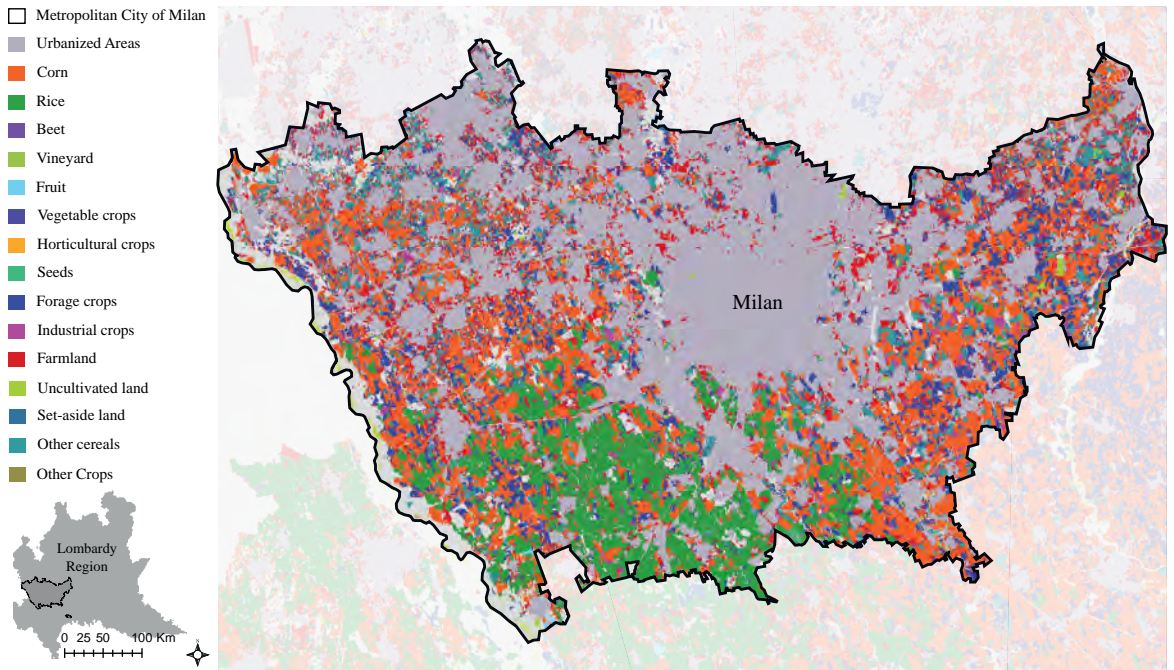 Metropolitan City of Milan
Urbanized Areas
Corn
Rice
Beet
Vineyard
Fruit
Vegetable crops
Horticultural crops
Seeds
Forage crops
Industrial crops
Farmland
Uncultivated land
Set-aside land
Other cereals
Other Crops
Milan
Lombardy
Region
0 25 50 100 Km